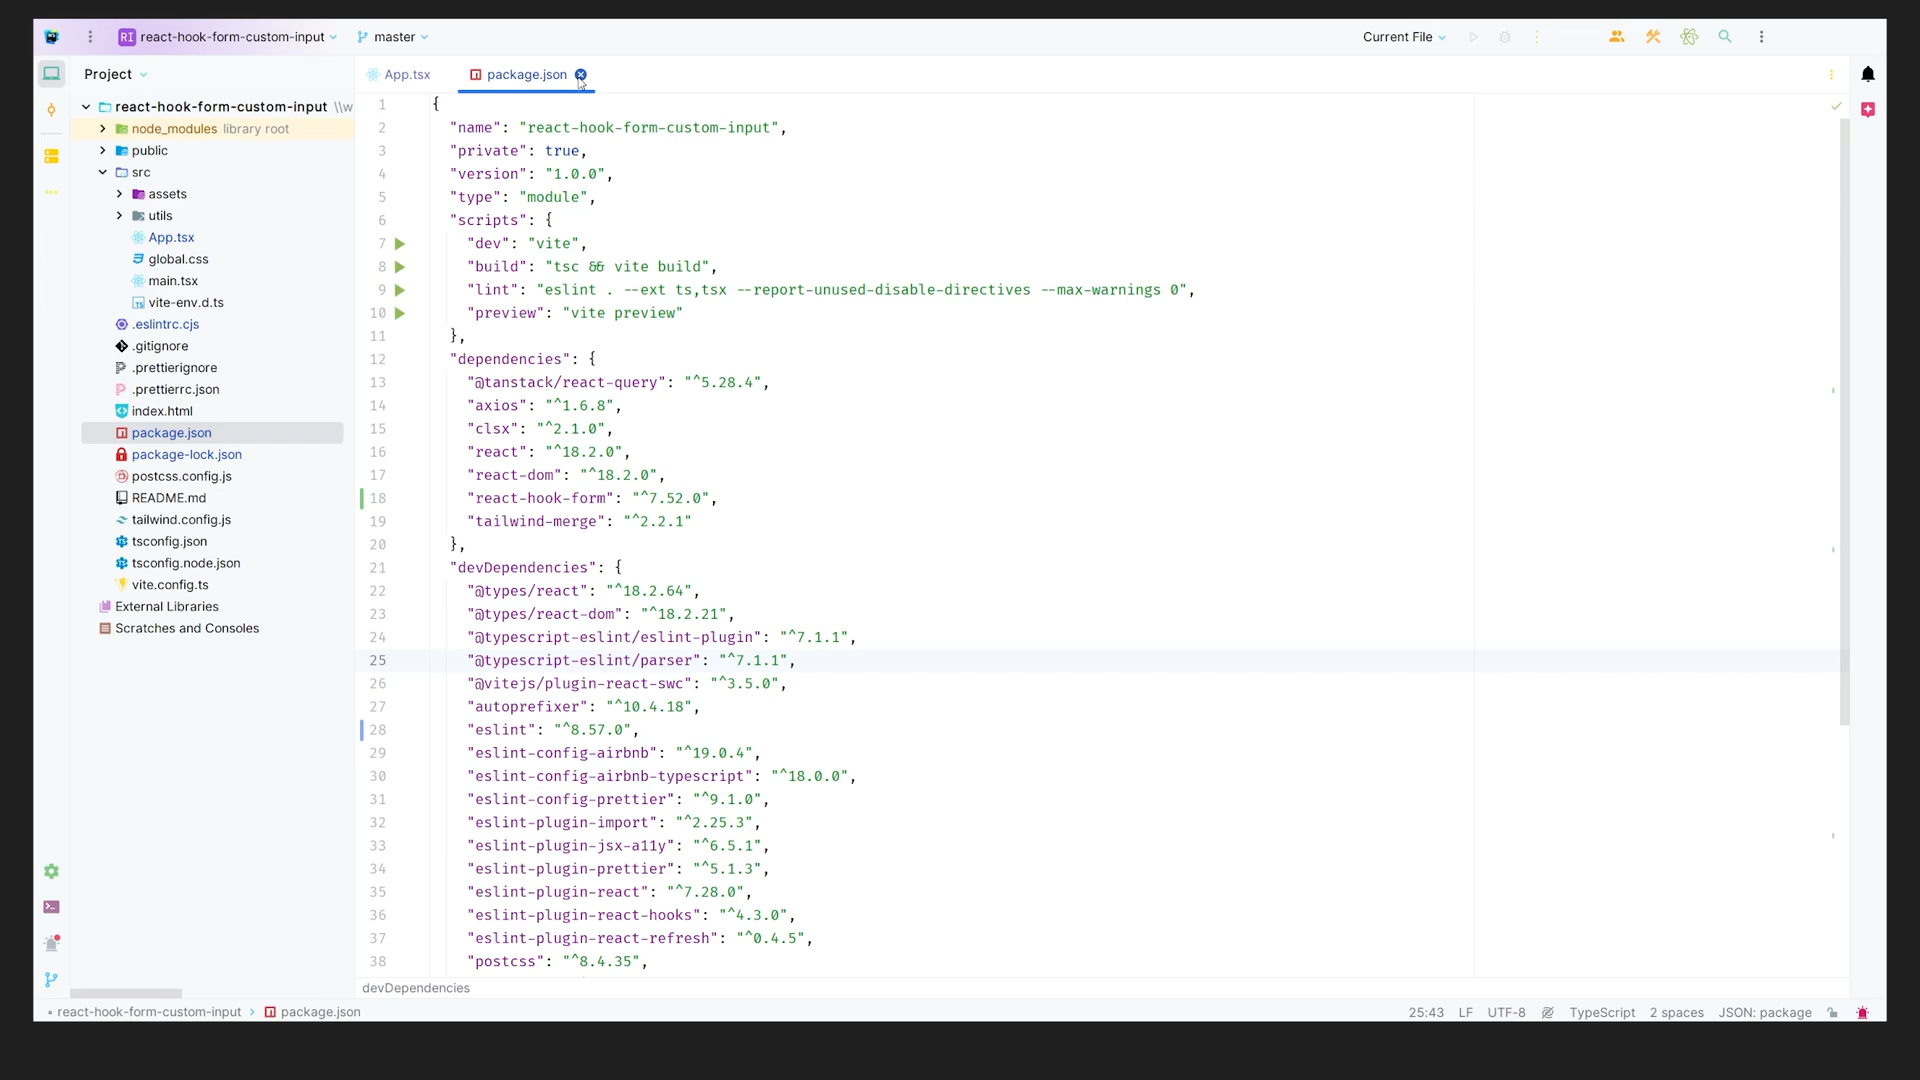 RI react-hook-form-custom-input master Current File
Project
App.tsx package.json
react-hook-form-custom-input \\w
node_modules library root
public
src
assets
utils
App.tsx
global.css
main.tsx
vite-env.d.ts
.eslintrc.cjs
.gitignore
.prettierignore
.prettierrc.json
index.html
package.json
package-lock.json
postcss.config.js
README.md
tailwind.config.js
tsconfig.json
tsconfig.node.json
vite.config.ts
External Libraries
Scratches and Consoles
1 {
2 "name": "react-hook-form-custom-input",
3 "private": true,
4 "version": "1.0.0",
5 "type": "module",
6 "scripts": {
7 "dev": "vite",
8 "build": "tsc && vite build",
9 "lint": "eslint . --ext ts,tsx --report-unused-disable-directives --max-warnings 0",
10 "preview": "vite preview"
11 },
12 "dependencies": {
13 "@tanstack/react-query": "^5.28.4",
14 "axios": "^1.6.8",
15 "clsx": "^2.1.0",
16 "react": "^18.2.0",
17 "react-dom": "^18.2.0",
18 "react-hook-form": "^7.52.0",
19 "tailwind-merge": "^2.2.1"
20 },
21 "devDependencies": {
22 "@types/react": "^18.2.64",
23 "@types/react-dom": "^18.2.21",
24 "@typescript-eslint/eslint-plugin": "^7.1.1",
25 "@typescript-eslint/parser": "^7.1.1",
26 "@vitejs/plugin-react-swc": "^3.5.0",
27 "autoprefixer": "^10.4.18",
28 "eslint": "^8.57.0",
29 "eslint-config-airbnb": "^19.0.4",
30 "eslint-config-airbnb-typescript": "^18.0.0",
31 "eslint-config-prettier": "^9.1.0",
32 "eslint-plugin-import": "^2.25.3",
33 "eslint-plugin-jsx-a11y": "^6.5.1",
34 "eslint-plugin-prettier": "^5.1.3",
35 "eslint-plugin-react": "^7.28.0",
36 "eslint-plugin-react-hooks": "^4.3.0",
37 "eslint-plugin-react-refresh": "^0.4.5",
38 "postcss": "^8.4.35",
devDependencies
react-hook-form-custom-input package.json 25:43 LF UTF-8 TypeScript 2 spaces JSON: package